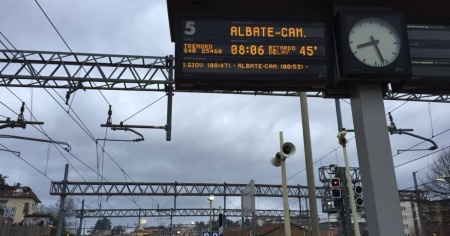 5
ALBATE-CAM.
TRENORD
S40 25460
08:06
RITARDO
DELAY
45'
S.GIOV. (08:47) - ALBATE-CAM. (08:53) -